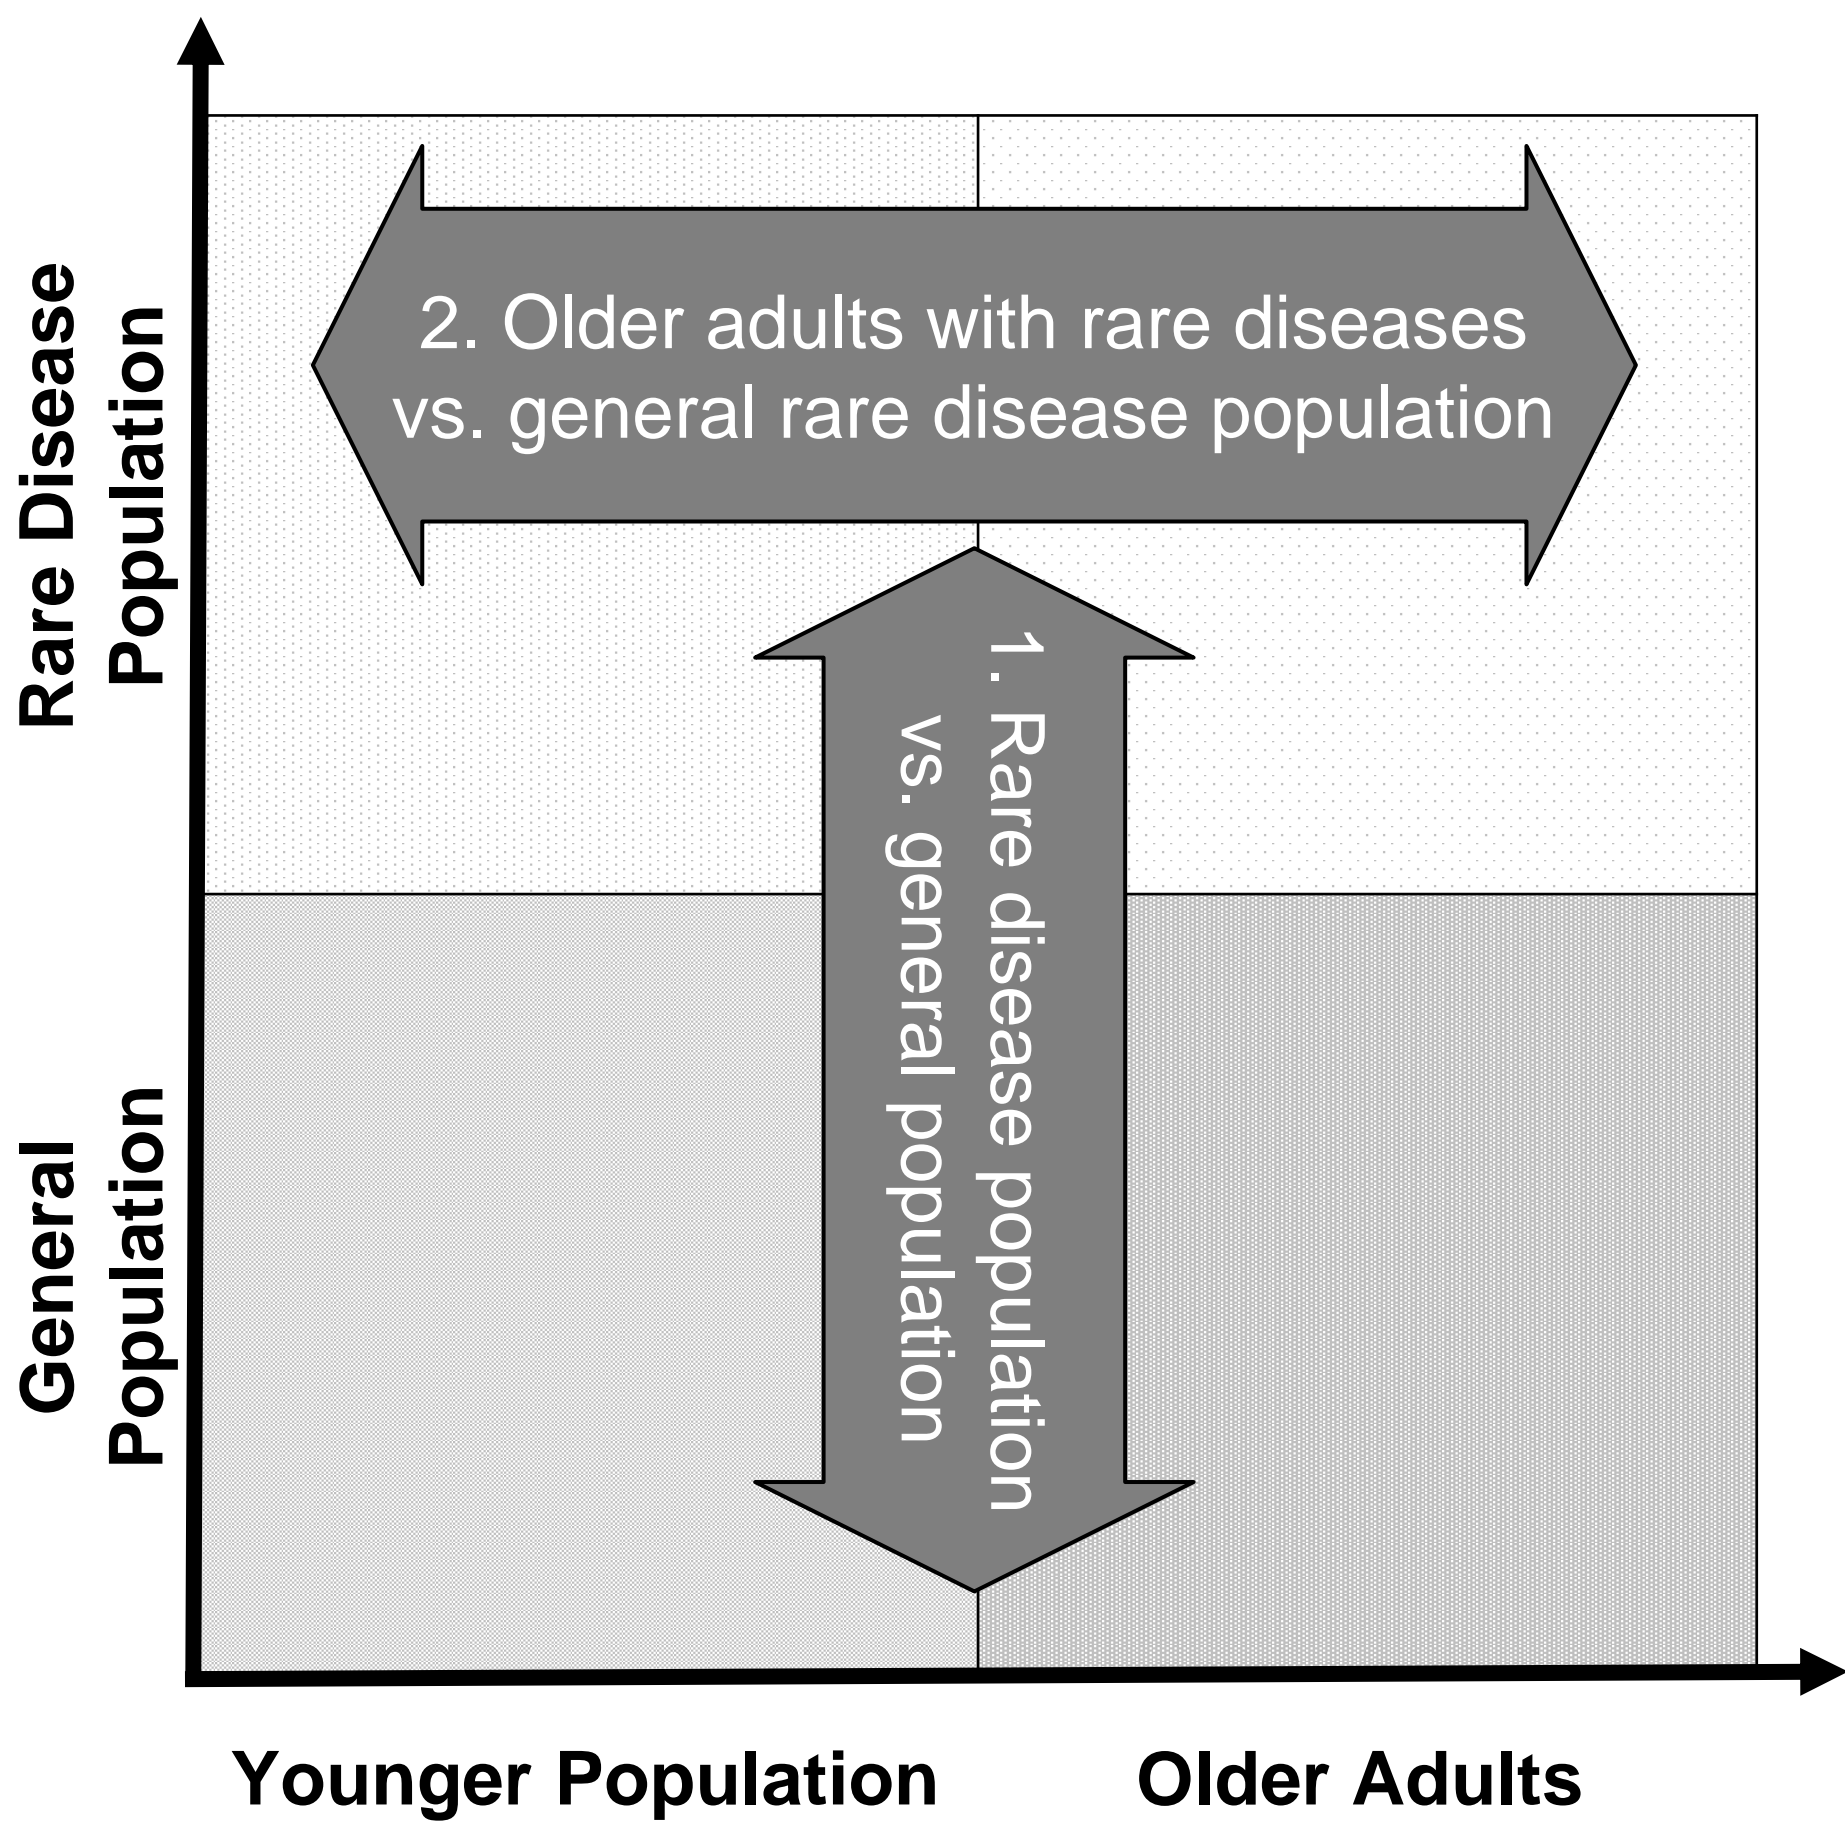 Rare Disease
Population
2. Older adults with rare diseases
vs. general rare disease population
1. Rare disease population
vs. general population
General
Population
Younger Population
Older Adults